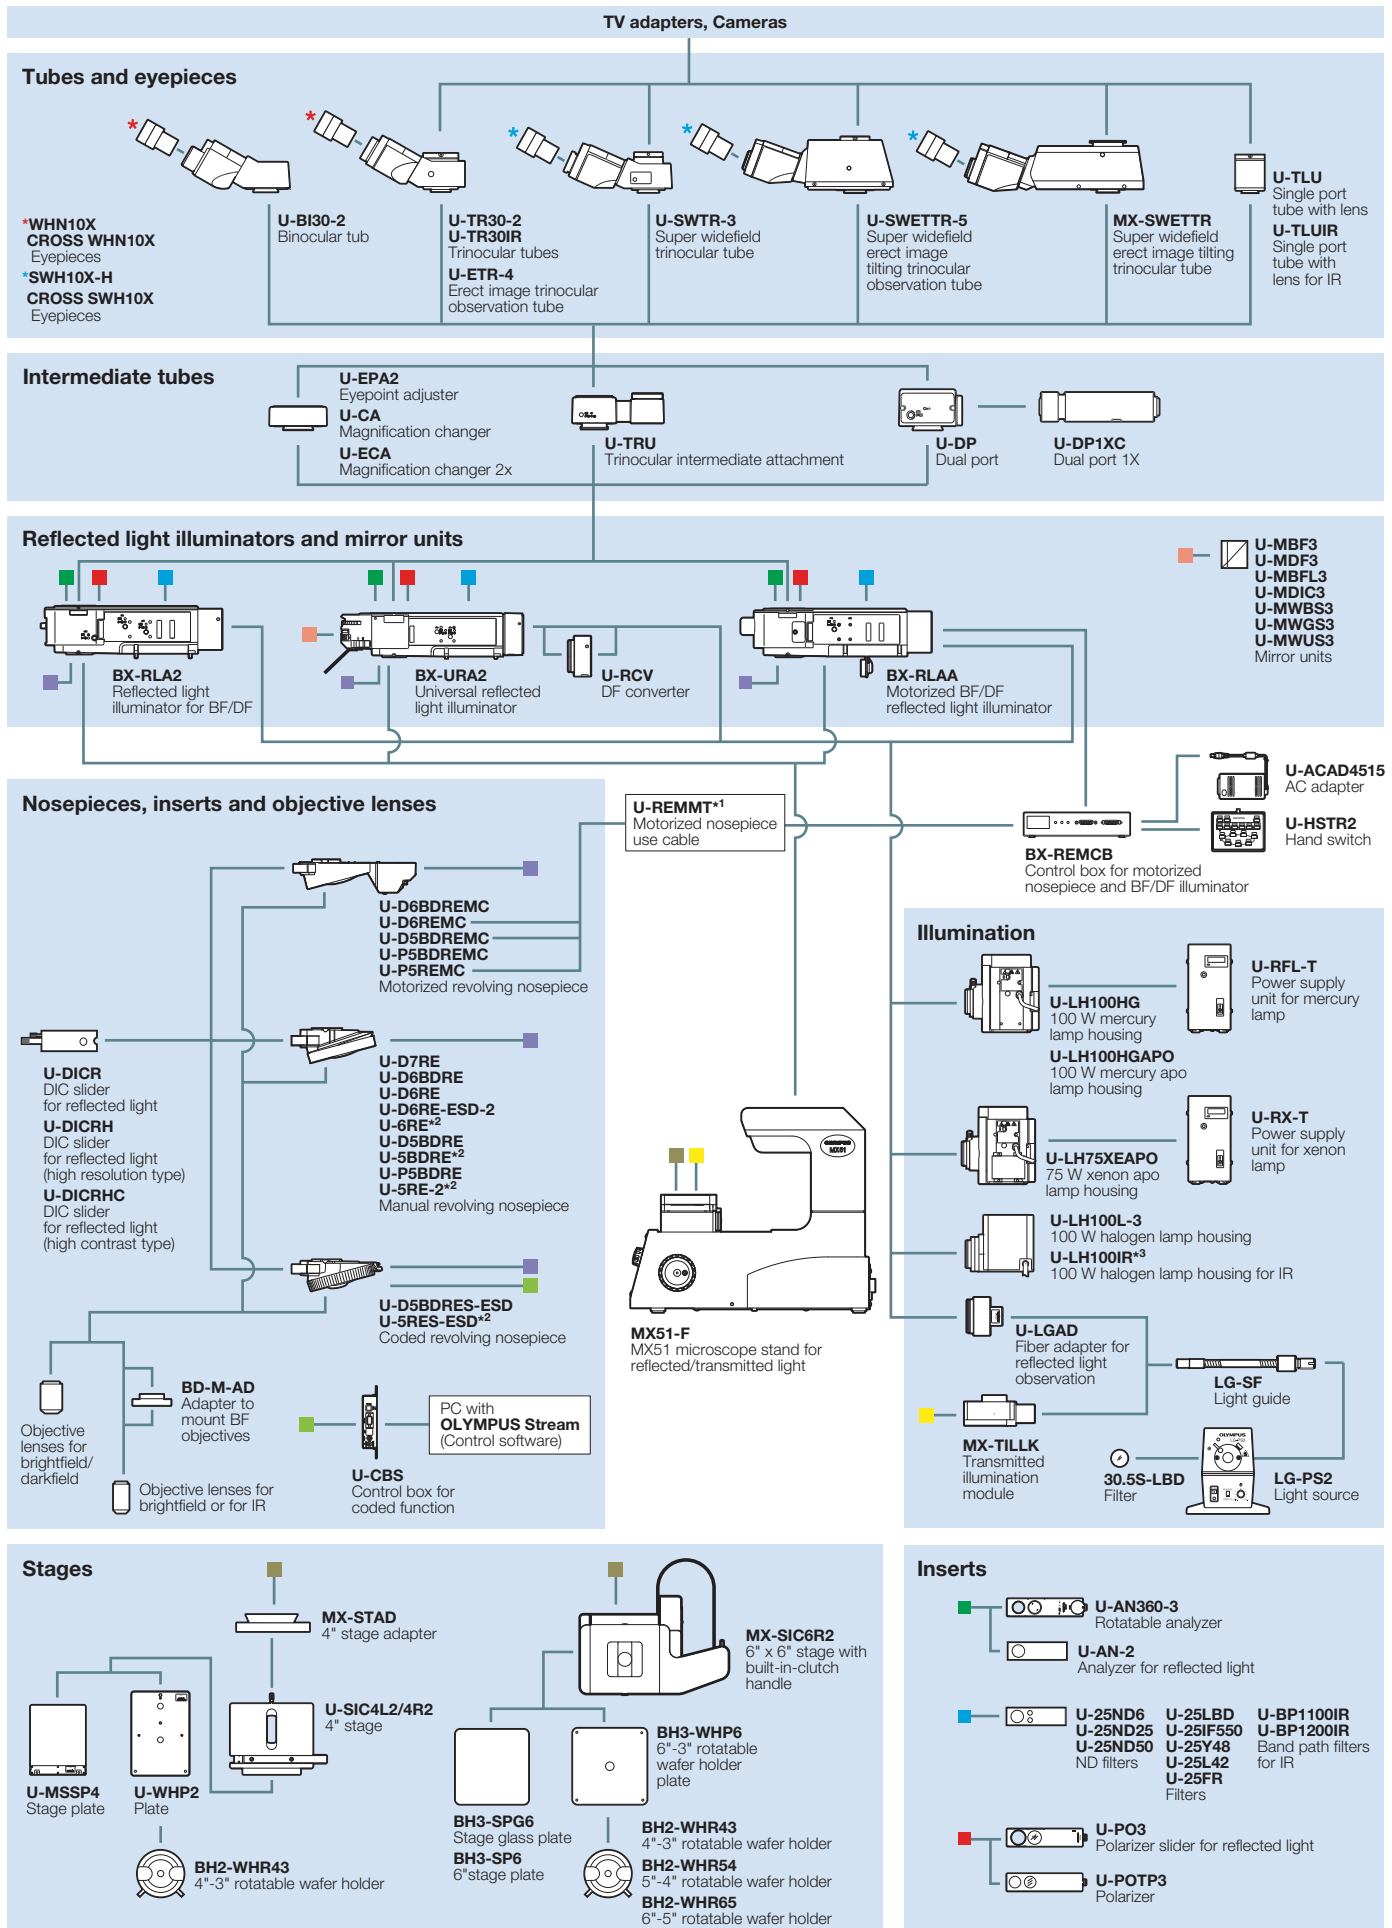 TV adapters, Cameras
Tubes and eyepieces
*WHN10X
CROSS WHN10X
Eyepieces
*SWH10X-H
CROSS SWH10X
Eyepieces
U-BI30-2
Binocular tub
U-TR30-2
U-TR30IR
Trinocular tubes
U-ETR-4
Erect image trinocular
observation tube
U-SWTR-3
Super widefield
trinocular tube
U-SWETTR-5
Super widefield
erect image
tilting trinocular
observation tube
MX-SWETTR
Super widefield
erect image tilting
trinocular tube
U-TLU
Single port
tube with lens
U-TLUIR
Single port
tube with
lens for IR
Intermediate tubes
U-EPA2
Eyepoint adjuster
U-CA
Magnification changer
U-ECA
Magnification changer 2x
U-TRU
Trinocular intermediate attachment
U-DP
Dual port
U-DP1XC
Dual port 1X
Reflected light illuminators and mirror units
BX-RLA2
Reflected light
illuminator for BF/DF
BX-URA2
Universal reflected
light illuminator
U-RCV
DF converter
BX-RLAA
Motorized BF/DF
reflected light illuminator
U-MBF3
U-MDF3
U-MBFL3
U-MDIC3
U-MWBS3
U-MWGS3
U-MWUS3
Mirror units
U-ACAD4515
AC adapter
U-HSTR2
Hand switch
BX-REMCB
Control box for motorized
nosepiece and BF/DF illuminator
Nosepieces, inserts and objective lenses
U-REMMT*1
Motorized nosepiece
use cable
U-D6BDREMC
U-D6REMC
U-D5BDREMC
U-P5BDREMC
U-P5REMC
Motorized revolving nosepiece
U-DICR
DIC slider
for reflected light
U-DICRH
DIC slider
for reflected light
(high resolution type)
U-DICRHC
DIC slider
for reflected light
(high contrast type)
U-D7RE
U-D6BDRE
U-D6RE
U-D6RE-ESD-2
U-6RE*2
U-D5BDRE
U-5BDRE*2
U-P5BDRE
U-5RE-2*2
Manual revolving nosepiece
U-D5BDRES-ESD
U-5RES-ESD*2
Coded revolving nosepiece
Objective
lenses for
brightfield/
darkfield
BD-M-AD
Adapter to
mount BF
objectives
Objective lenses for
brightfield or for IR
U-CBS
Control box for
coded function
PC with
OLYMPUS Stream
(Control software)
OLYMPUS
MX51
MX51-F
MX51 microscope stand for
reflected/transmitted light
Illumination
U-LH100HG
100 W mercury
lamp housing
U-LH100HGAPO
100 W mercury apo
lamp housing
U-RFL-T
Power supply
unit for mercury
lamp
U-LH75XEAPO
75 W xenon apo
lamp housing
U-RX-T
Power supply
unit for xenon
lamp
U-LH100L-3
100 W halogen lamp housing
U-LH100IR*3
100 W halogen lamp housing for IR
U-LGAD
Fiber adapter for
reflected light
observation
LG-SF
Light guide
MX-TILLK
Transmitted
illumination
module
30.5S-LBD
Filter
OLYMPUS
LG-PS2
LG-PS2
Light source
Stages
MX-STAD
4" stage adapter
U-SIC4L2/4R2
4" stage
U-MSSP4
Stage plate
U-WHP2
Plate
BH2-WHR43
4"-3" rotatable wafer holder
MX-SIC6R2
6" x 6" stage with
built-in-clutch
handle
BH3-SPG6
Stage glass plate
BH3-SP6
6"stage plate
BH3-WHP6
6"-3" rotatable
wafer holder
plate
BH2-WHR43
4"-3" rotatable wafer holder
BH2-WHR54
5"-4" rotatable wafer holder
BH2-WHR65
6"-5" rotatable wafer holder
Inserts
U-AN360-3
Rotatable analyzer
U-AN-2
Analyzer for reflected light
U-25ND6
U-25ND25
U-25ND50
ND filters
U-25LBD
U-25IF550
U-25Y48
U-25L42
U-25FR
Filters
U-BP1100IR
U-BP1200IR
Band path filters
for IR
U-PO3
Polarizer slider for reflected light
U-POTP3
Polarizer